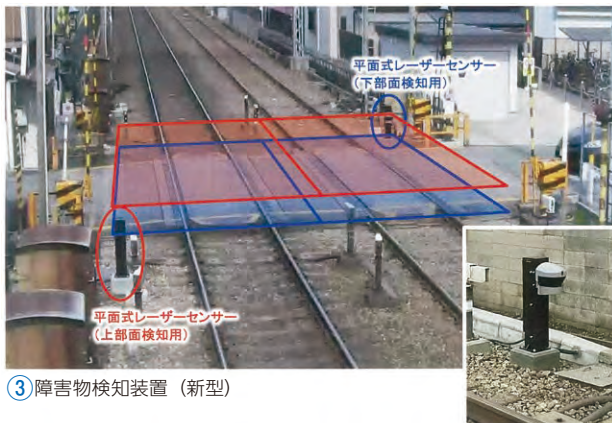 平面式レーザーセンサー
（下部面検知用）
平面式レーザーセンサー
（上部面検知用）
③障害物検知装置（新型）